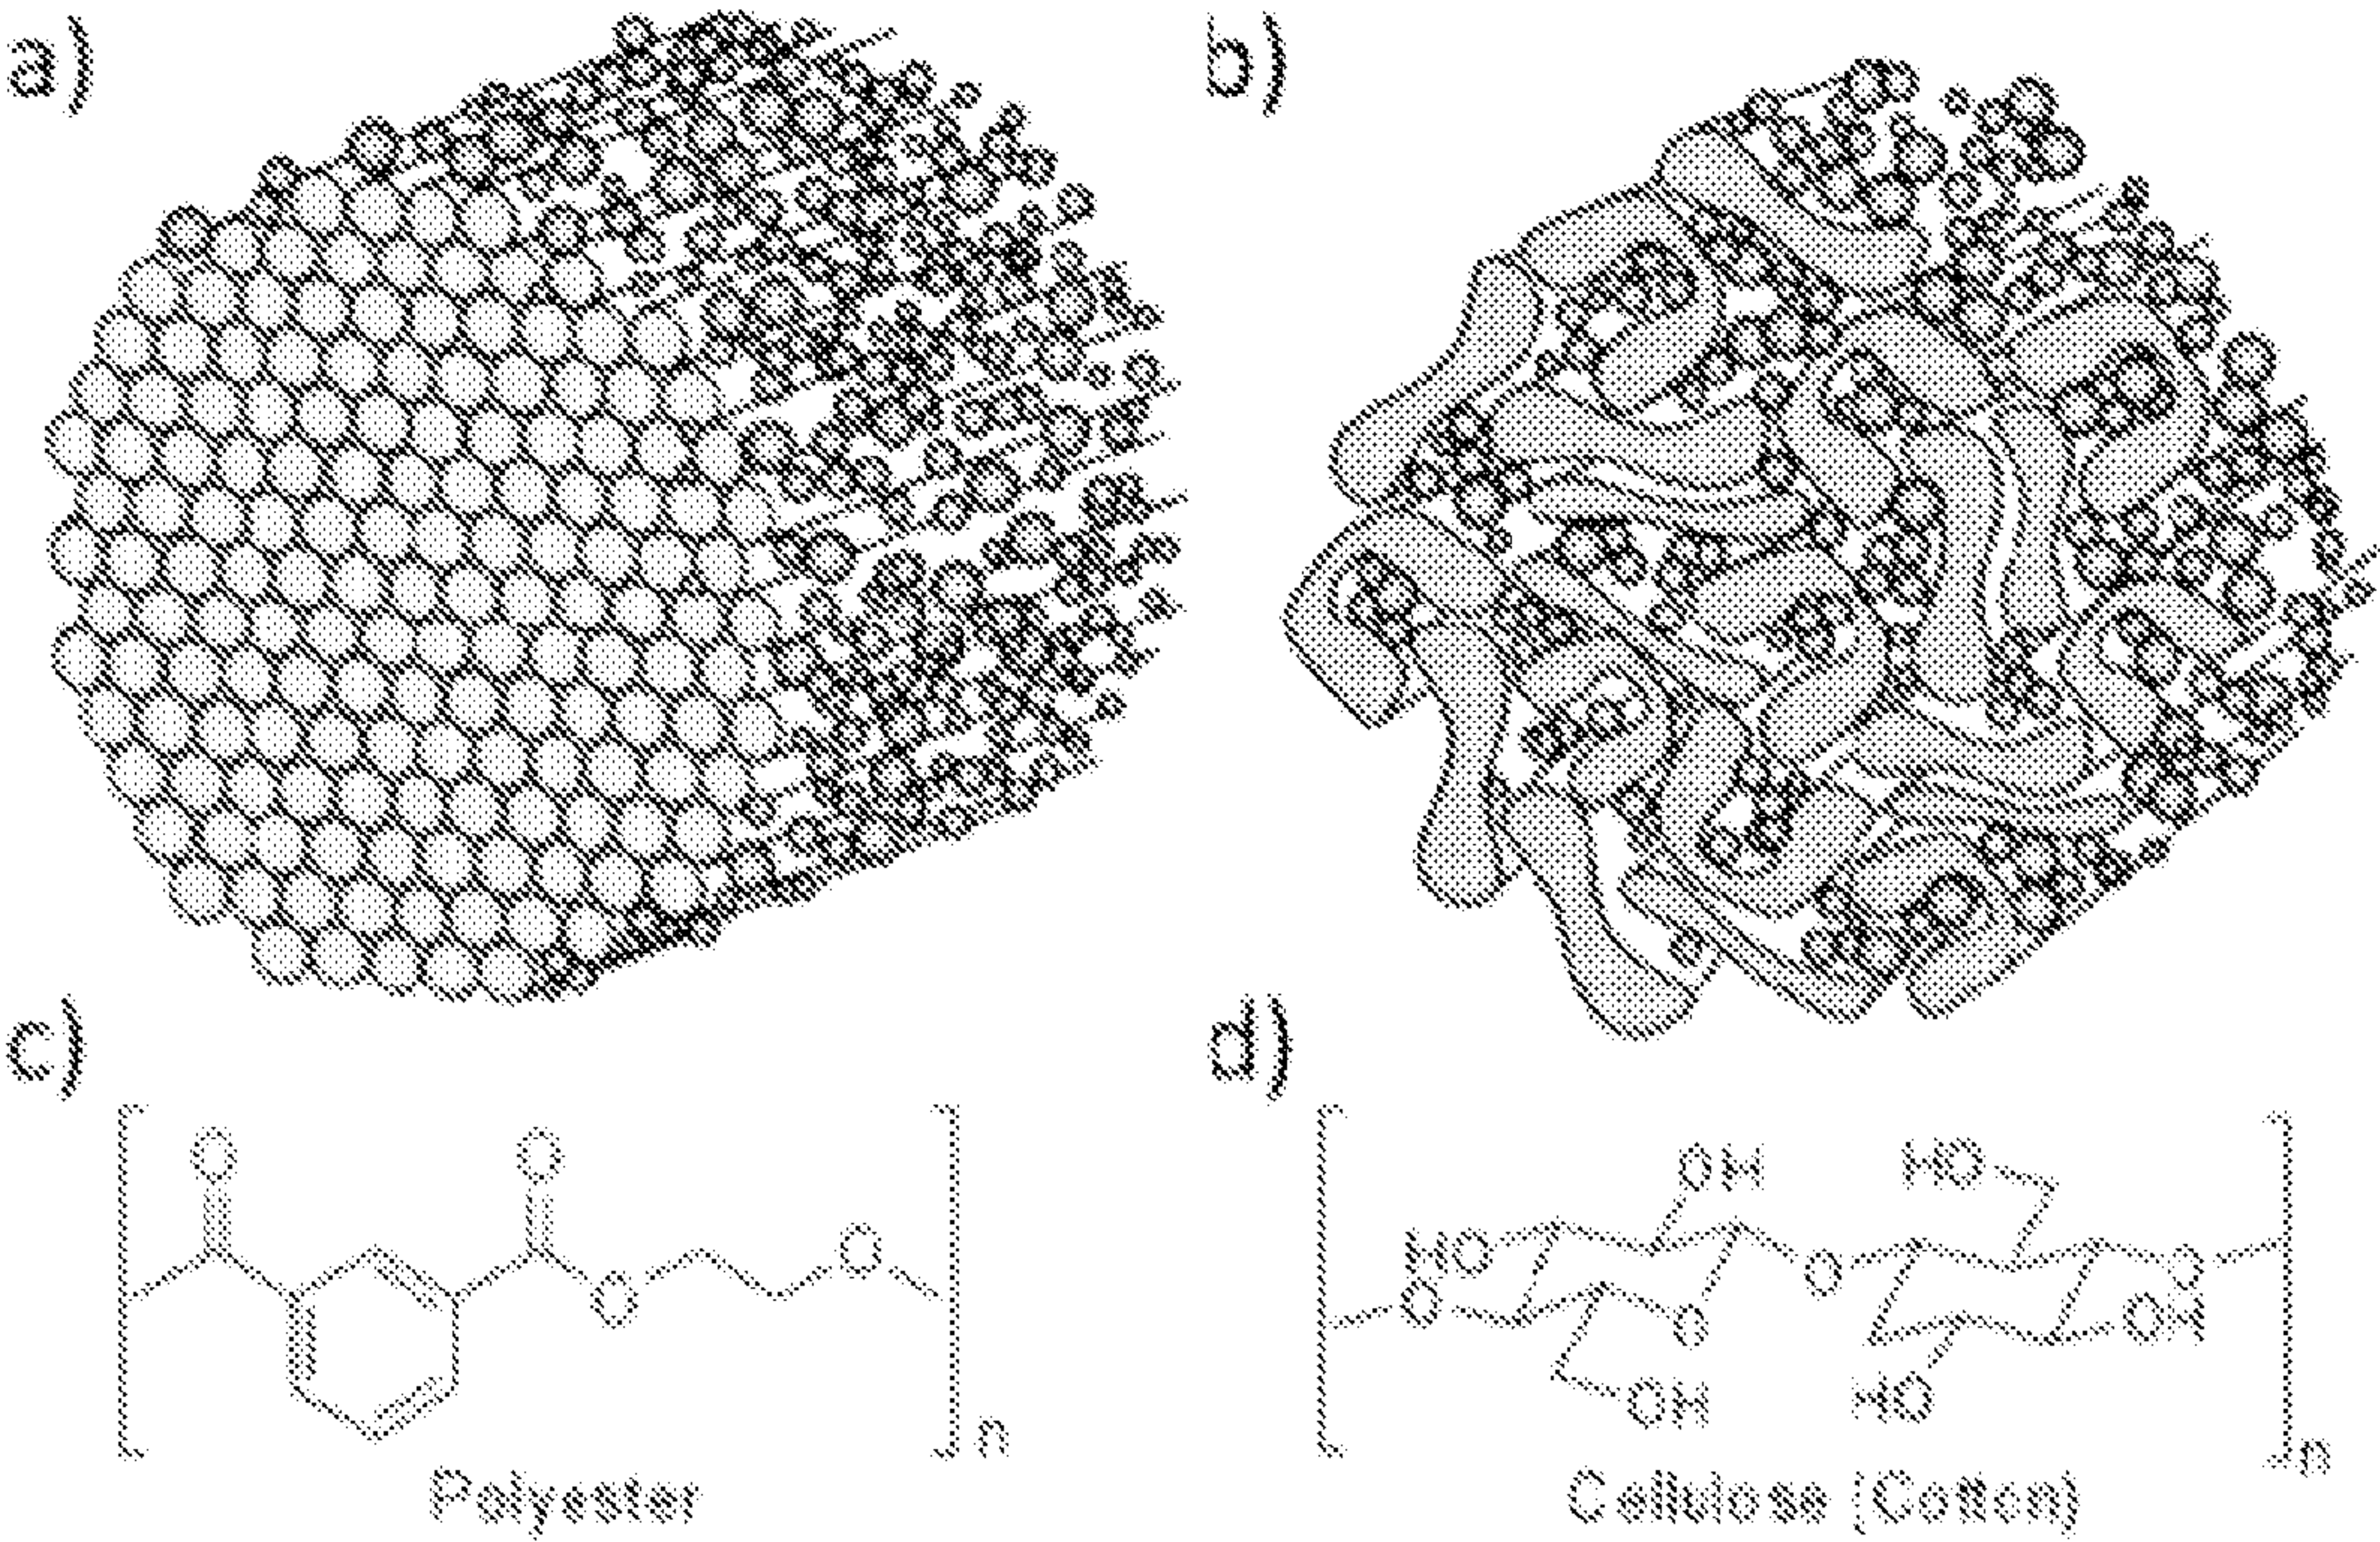 a)
b)
c)
d)
O
O
O
O
n
Polyester
OH
HO
HO
O
O
O
O
OH
OH
HO
n
Cellulose (Cotton)